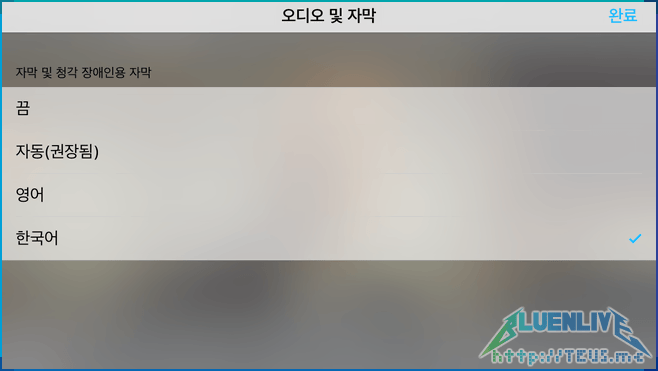 오디오 및 자막
완료
자막 및 청각 장애인용 자막
끔
자동(권장됨)
영어
한국어
BLUENLIVE
http://TEUS.me